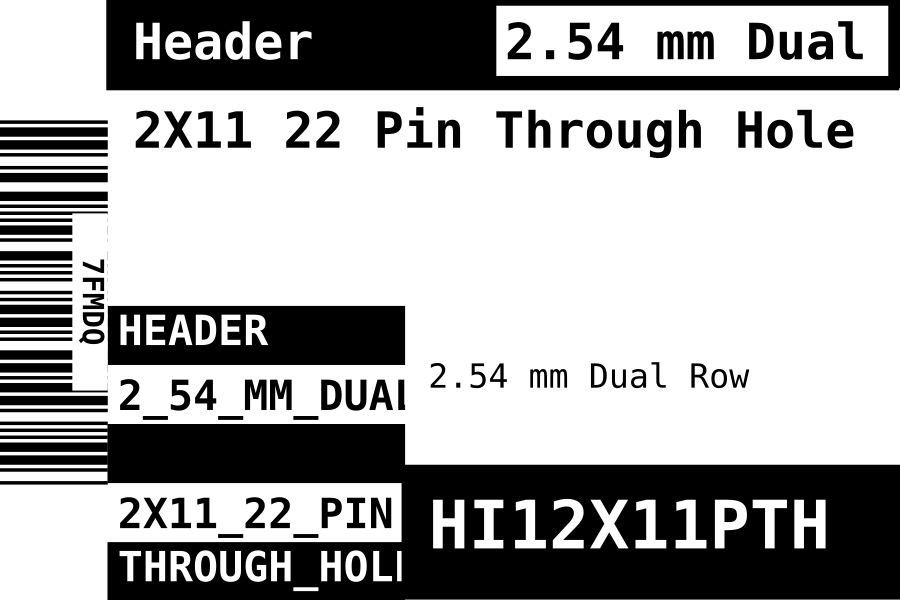 Header
2.54 mm Dual
2X11 22 Pin Through Hole
7FMDQ
HEADER
2_54_MM_DUAL
2.54 mm Dual Row
2X11_22_PIN
THROUGH_HOLE
HI12X11PTH